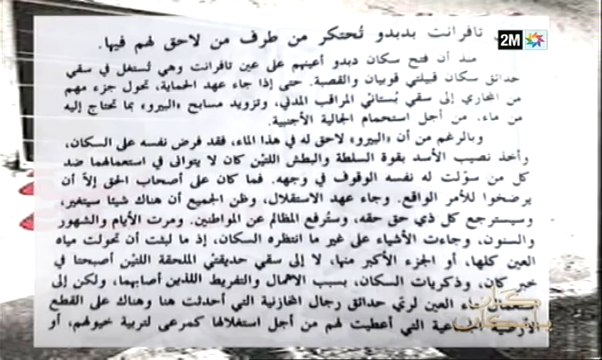 تافرانت بدبدو تُحتكر من طرف من لاحق لهم فيها.
2M
منذ أن فتح سكان دبدو أعينهم على عين تافرانت وهي تُستغل في سقي
حدائق سكان قبيلتي قوبيان والقصبة. حتى إذا جاء عهد الحماية، تحول جزء مهم
من المجاري إلى سقي بُستاني المراقب المدني، وتزويد مسابح «البيرو» بما تحتاج إليه
من ماء. من أجل استحمام الجالية الأجنبية.
وبالرغم من أن «البيرو» لاحق له في هذا الماء، فقد فرض نفسه على السكان،
وأخذ نصيب الأسد بقوة السلطة والبطش اللتيْن كان لا يتوانى في استعمالهما ضد
كل من سوّلت له نفسه الوقوف في وجهه. فما كان على أصحاب الحق إلاّ أن
يرضخوا للأمر الواقع. وجاء عهد الاستقلال، وظن الجميع أن هناك شيئا سيتغير،
وسيسترجع كل ذي حق حقه، وستُرفع المظالم عن المواطنين. ومرت الأيام والشهور
والسنون، وجاءت الأشياء على غير ما انتظره السكان، إذ ما لبثت أن تحولت مياه
العين كلها، أو الجزء الأكبر منها، لا إلى سقي حديقتيْ الملحقة اللتيْن أصبحتا في
خبر كان، وذكريات السكان، بسبب الاهمال والتفريط اللذين أصابهما، ولكن إلى
استعمال ماء العين لريّ حدائق رجال المخازنية التي أحدثت هنا وهناك على القطع
الأرضية الجماعية التي أعطيت لهم من أجل استغلالها كمرعى لتربية خيولهم، أو